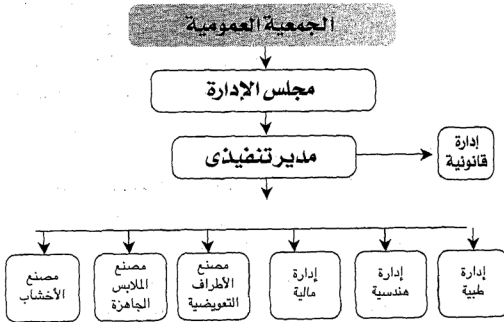 الجمعية العمومية
مجلس الإدارة
مدير تنفيذى
إدارة
قانونية
إدارة
طبية
إدارة
هندسية
إدارة
مالية
مصنع
الأطراف
التعويضية
مصنع
الملابس
الجاهزة
مصنع
الأخشاب